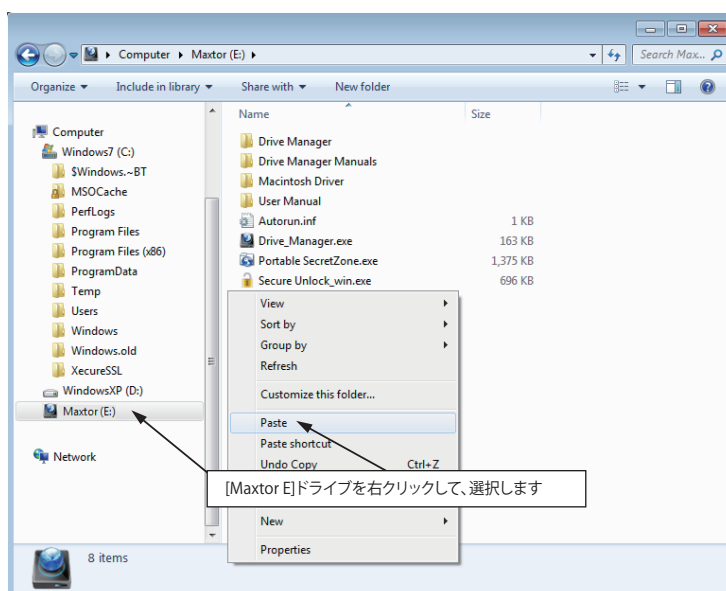 Computer ▸ Maxtor (E:) ▸
Search Max...
Organize ▾ Include in library ▾ Share with ▾ New folder
Name Size
Computer
Windows7 (C:)
$Windows.~BT
MSOCache
PerfLogs
Program Files
Program Files (x86)
ProgramData
Temp
Users
Windows
Windows.old
XecureSSL
WindowsXP (D:)
Maxtor (E:)
Network
Drive Manager
Drive Manager Manuals
Macintosh Driver
User Manual
Autorun.inf 1 KB
Drive_Manager.exe 163 KB
Portable SecretZone.exe 1,375 KB
Secure Unlock_win.exe 696 KB
View
Sort by
Group by
Refresh
Customize this folder...
Paste
Paste shortcut
Undo Copy Ctrl+Z
[Maxtor E]ドライブを右クリックして、選択します
New
Properties
8 items